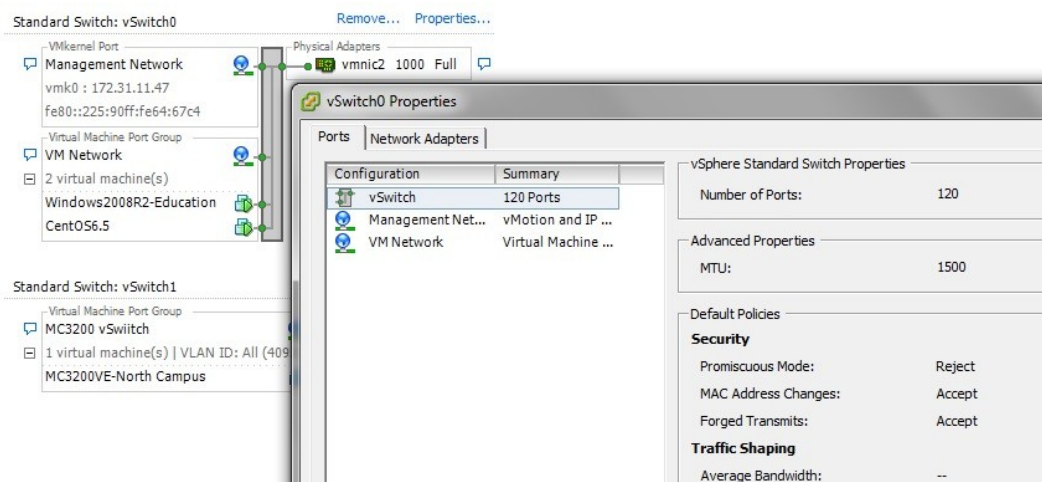 Standard Switch: vSwitch0
Remove... Properties...
VMkernel Port
Management Network
vmk0 : 172.31.11.47
fe80::225:90ff:fe64:67c4
Physical Adapters
vmnic2 1000 Full
Virtual Machine Port Group
VM Network
2 virtual machine(s)
Windows2008R2-Education
CentOS6.5
Standard Switch: vSwitch1
Virtual Machine Port Group
MC3200 vSwiitch
1 virtual machine(s) | VLAN ID: All (409
MC3200VE-North Campus
vSwitch0 Properties
Ports Network Adapters
Configuration Summary
vSwitch 120 Ports
Management Net... vMotion and IP ...
VM Network Virtual Machine ...
vSphere Standard Switch Properties
Number of Ports: 120
Advanced Properties
MTU: 1500
Default Policies
Security
Promiscuous Mode: Reject
MAC Address Changes: Accept
Forged Transmits: Accept
Traffic Shaping
Average Bandwidth: --